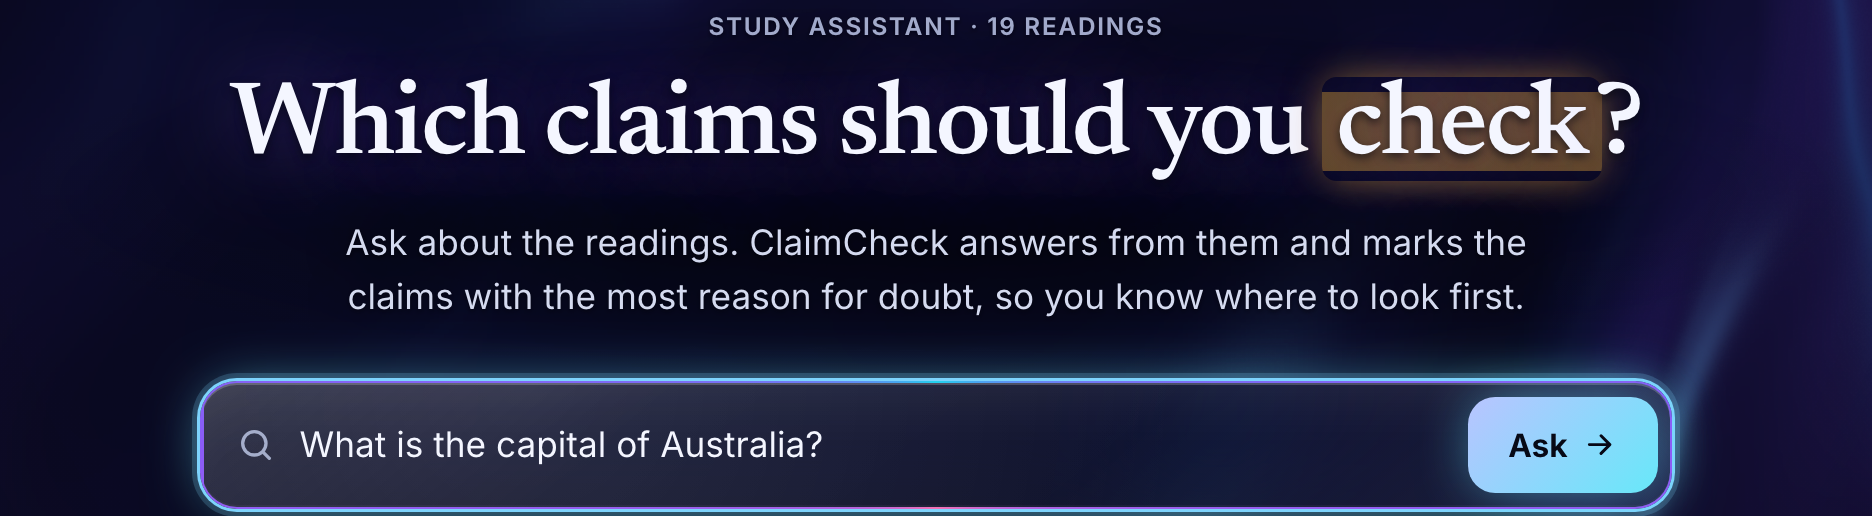 STUDY ASSISTANT · 19 READINGS
Which claims should you check?
Ask about the readings. ClaimCheck answers from them and marks the
claims with the most reason for doubt, so you know where to look first.
What is the capital of Australia?
Ask →